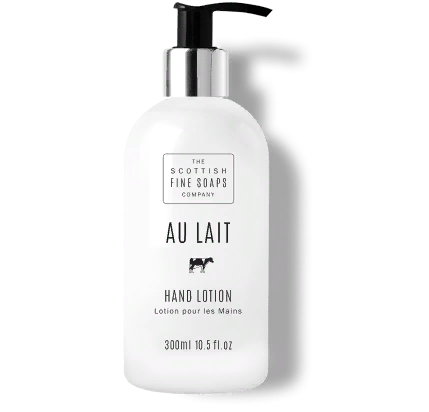 THE
SCOTTISH
FINE SOAPS
COMPANY
AU LAIT
HAND LOTION
Lotion pour les Mains
300ml 10.5 fl.oz